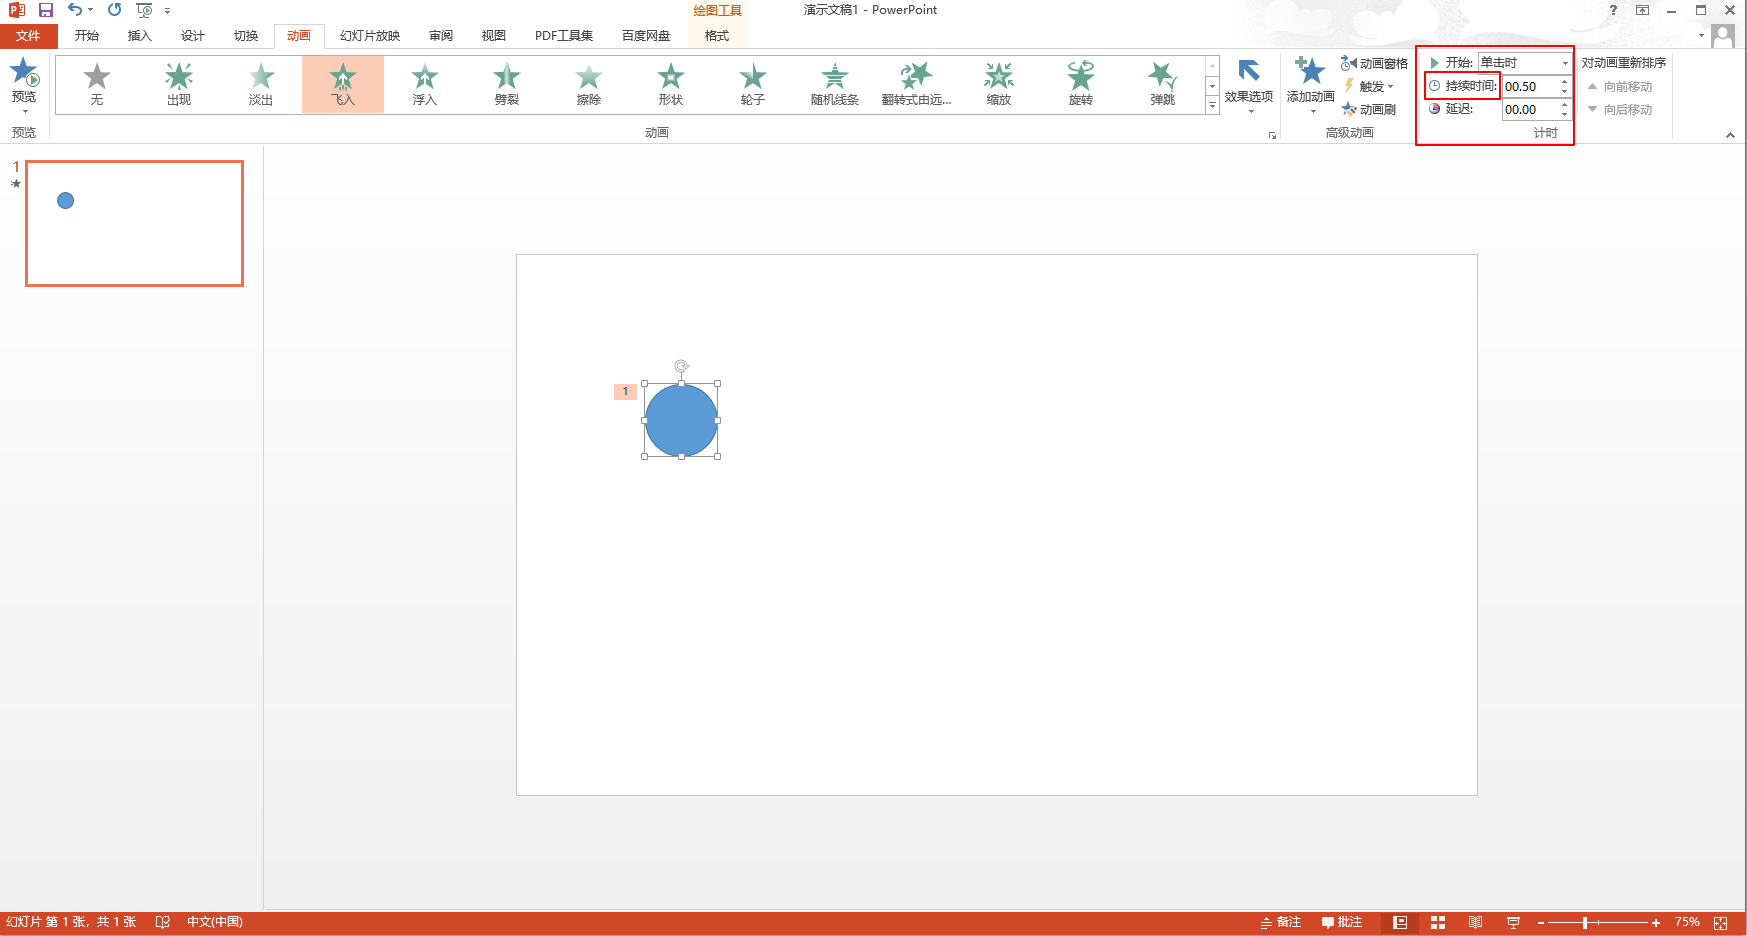 绘图工具
演示文稿1 - PowerPoint
?
文件 开始 插入 设计 切换 动画 幻灯片放映 审阅 视图 PDF工具集 百度网盘 格式
预览
无 出现 淡出 飞入 浮入 劈裂 擦除 形状 轮子 随机线条 翻转式由远... 缩放 旋转 弹跳
效果选项
添加动画
动画窗格
触发
动画刷
开始: 单击时
持续时间: 00.50
延迟: 00.00
对动画重新排序
向前移动
向后移动
预览 动画 高级动画 计时
1
1
幻灯片 第 1 张, 共 1 张 中文(中国) 备注 批注 75%